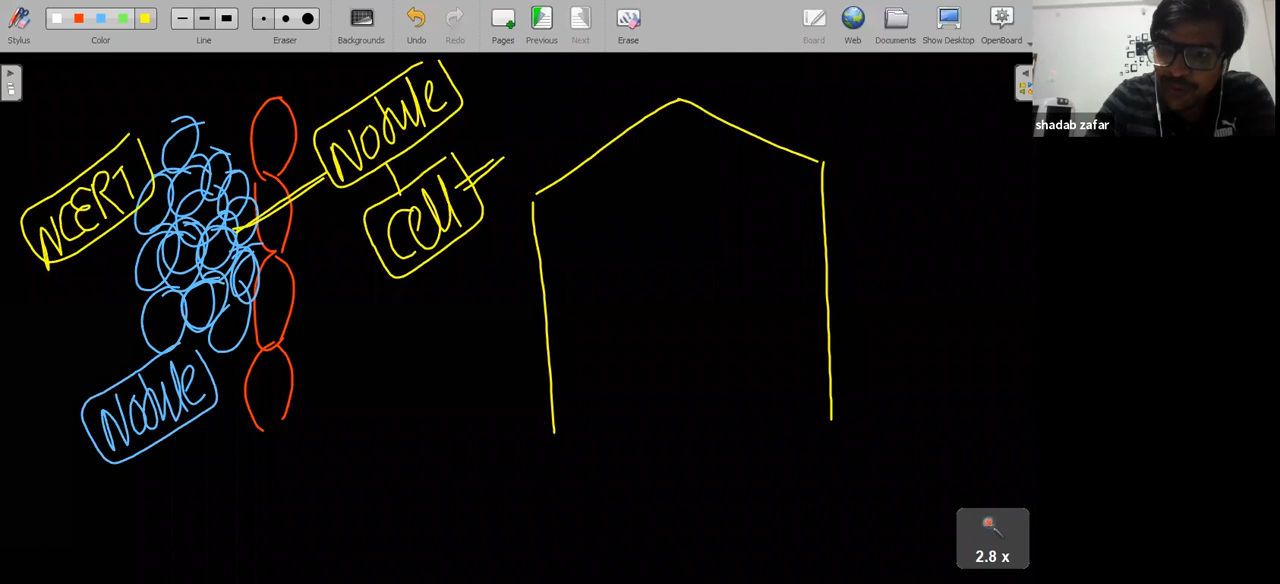 Stylus
Color
Line
Eraser
Backgrounds
Undo
Redo
Pages
Previous
Next
Erase
Board
Web
Documents
Show Desktop
OpenBoard
shadab zafar
NCERT
Nodule
Cell
Nodule
2.8 x